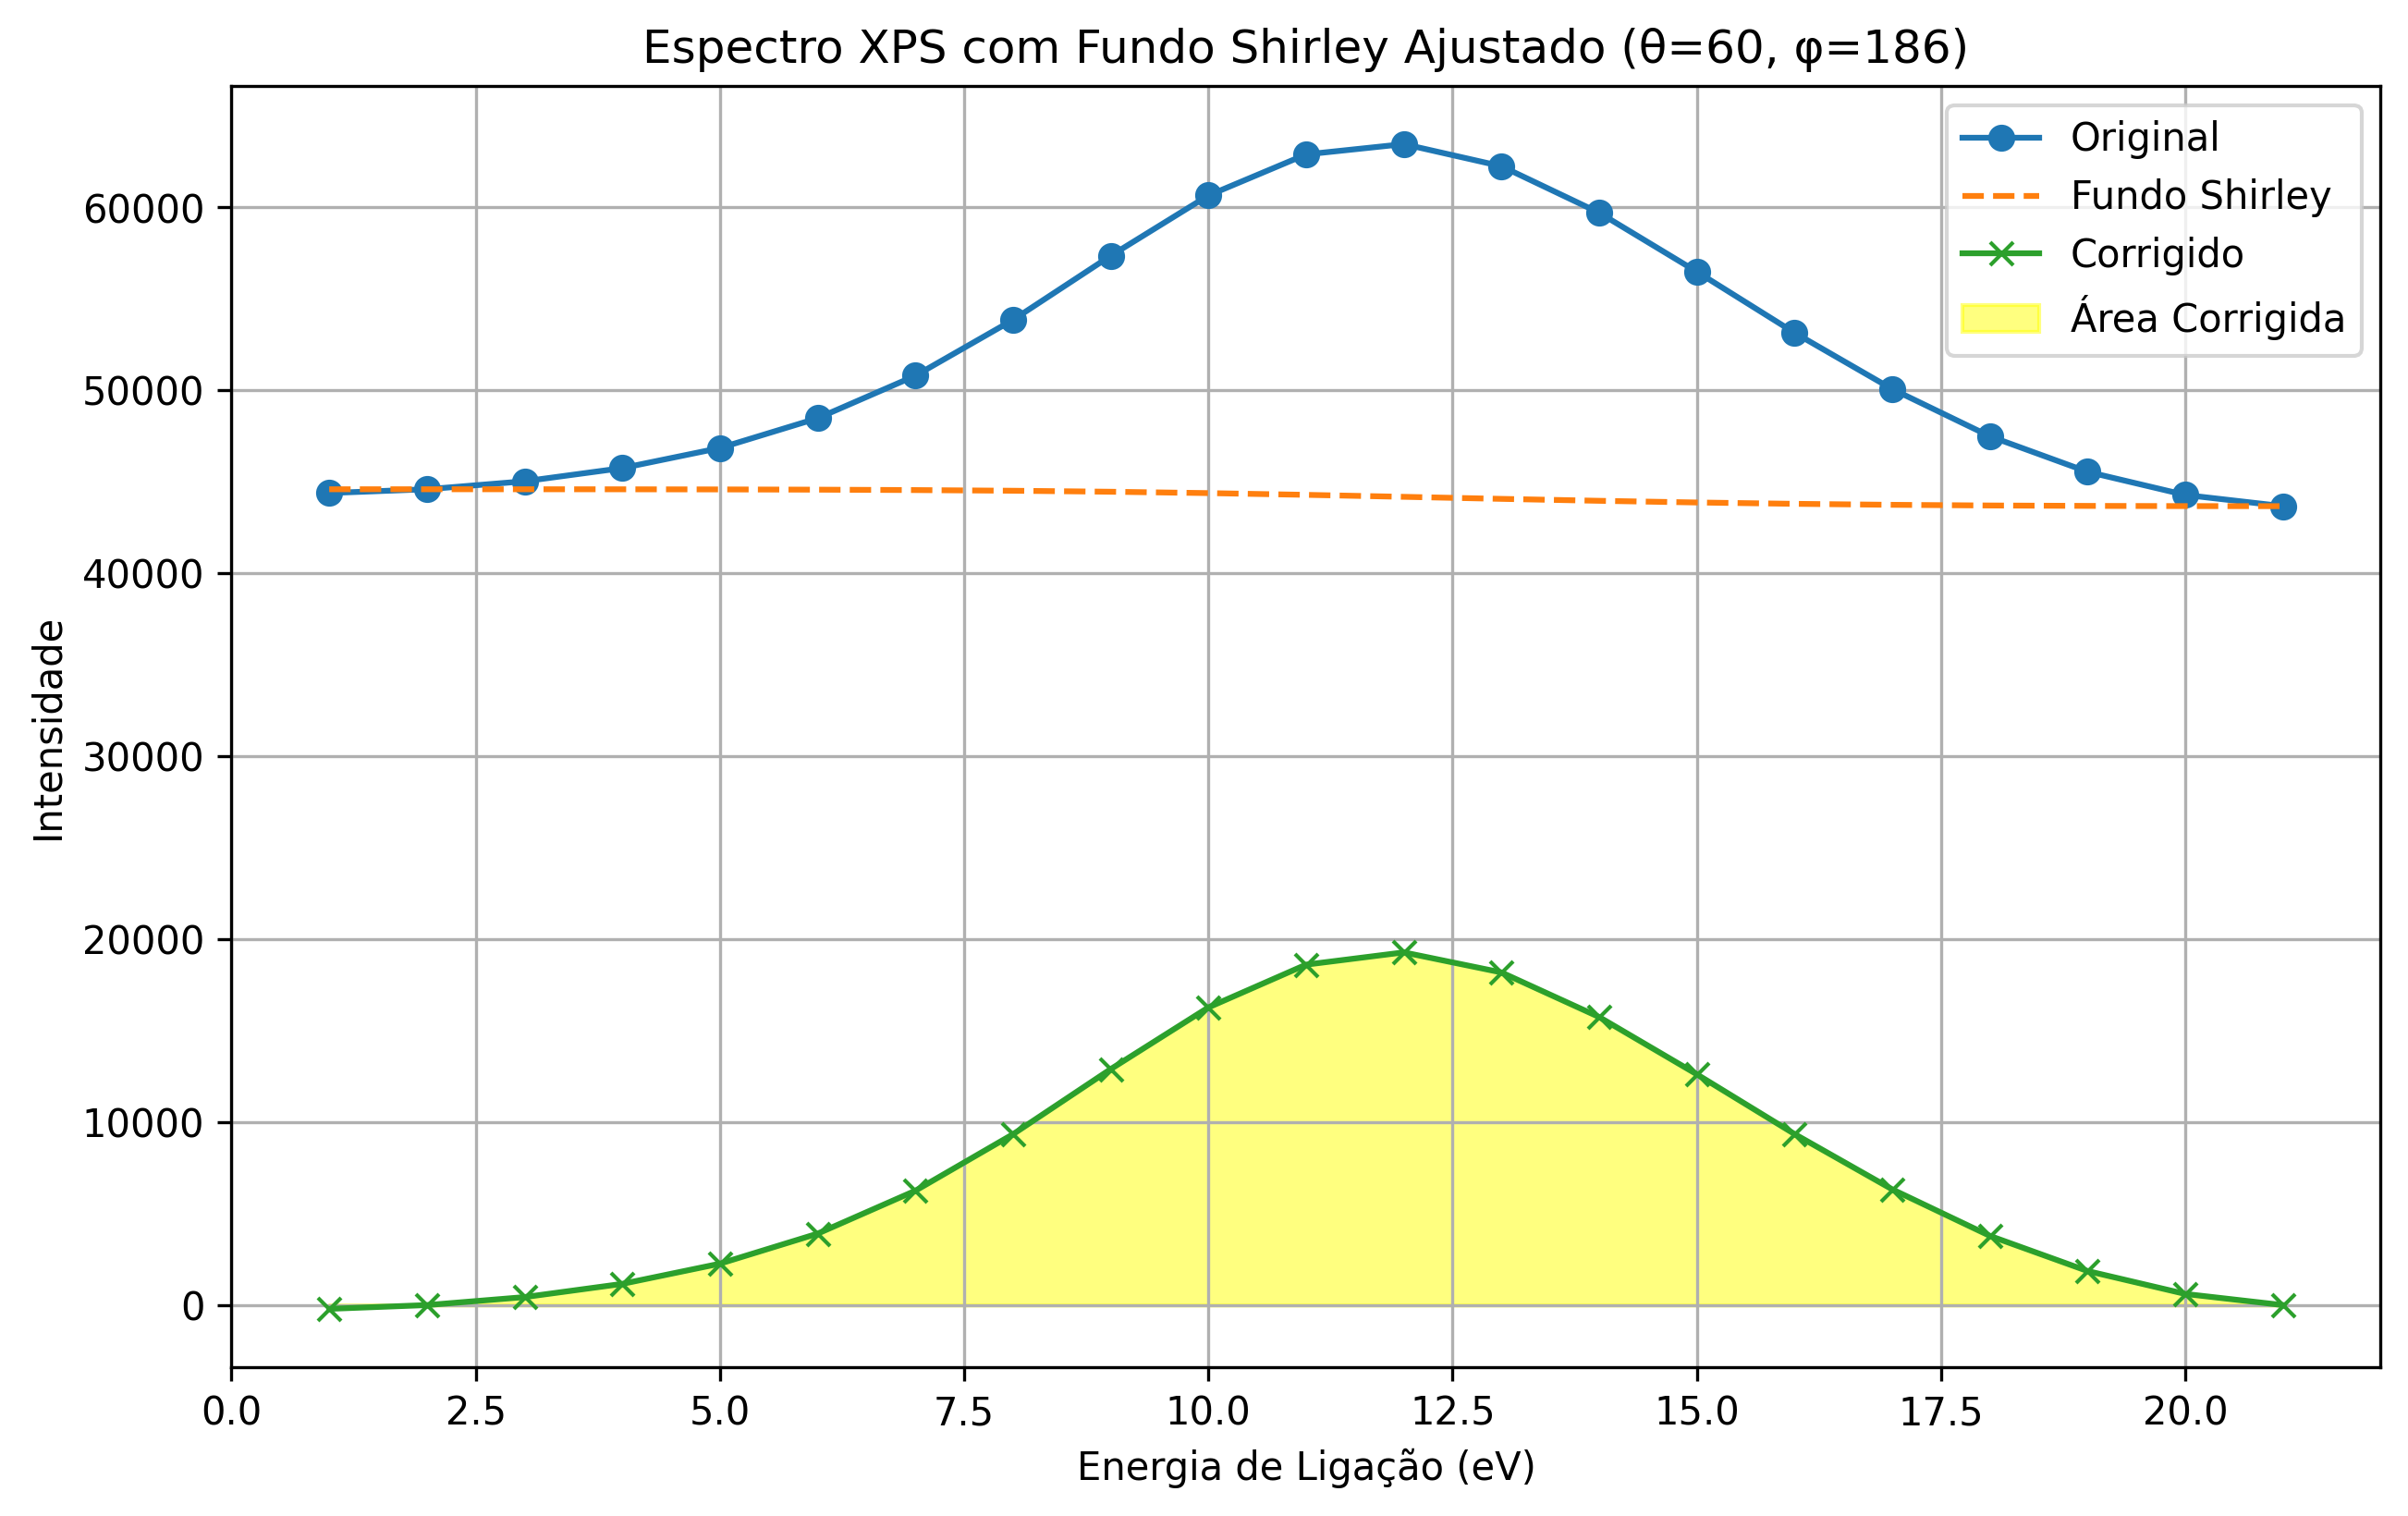 Espectro XPS com Fundo Shirley Ajustado (θ=60, φ=186)
Original
Fundo Shirley
Corrigido
Área Corrigida
60000
50000
40000
30000
20000
10000
0
Intensidade
0.0 2.5 5.0 7.5 10.0 12.5 15.0 17.5 20.0
Energia de Ligação (eV)